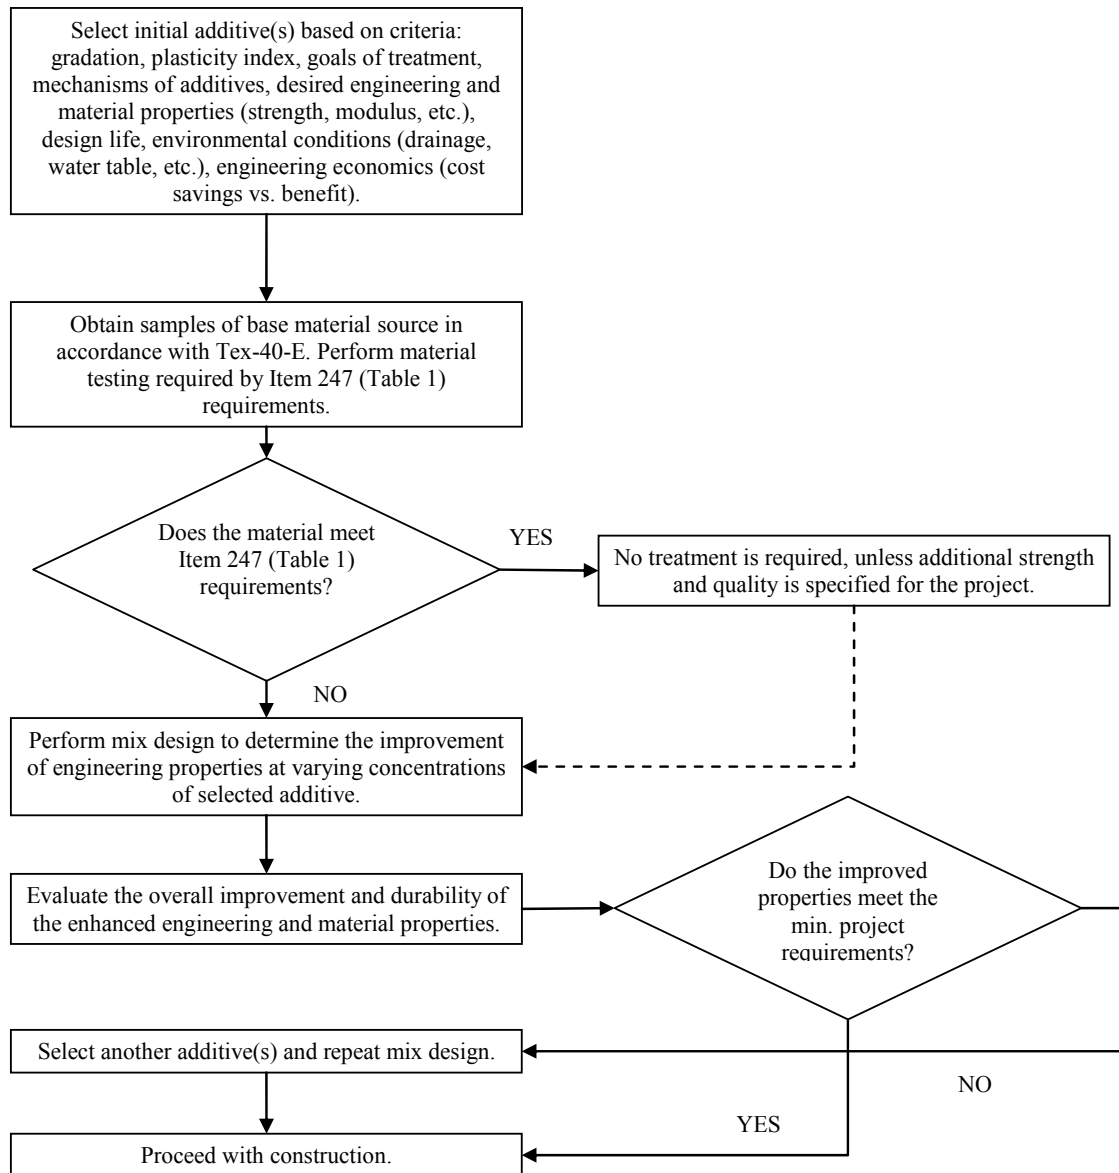 Select initial additive(s) based on criteria:
gradation, plasticity index, goals of treatment,
mechanisms of additives, desired engineering and
material properties (strength, modulus, etc.),
design life, environmental conditions (drainage,
water table, etc.), engineering economics (cost
savings vs. benefit).
Obtain samples of base material source in
accordance with Tex-40-E. Perform material
testing required by Item 247 (Table 1)
requirements.
Does the material meet
Item 247 (Table 1)
requirements?
YES
No treatment is required, unless additional strength
and quality is specified for the project.
NO
Perform mix design to determine the improvement
of engineering properties at varying concentrations
of selected additive.
Evaluate the overall improvement and durability of
the enhanced engineering and material properties.
Do the improved
properties meet the
min. project
requirements?
Select another additive(s) and repeat mix design.
NO
YES
Proceed with construction.